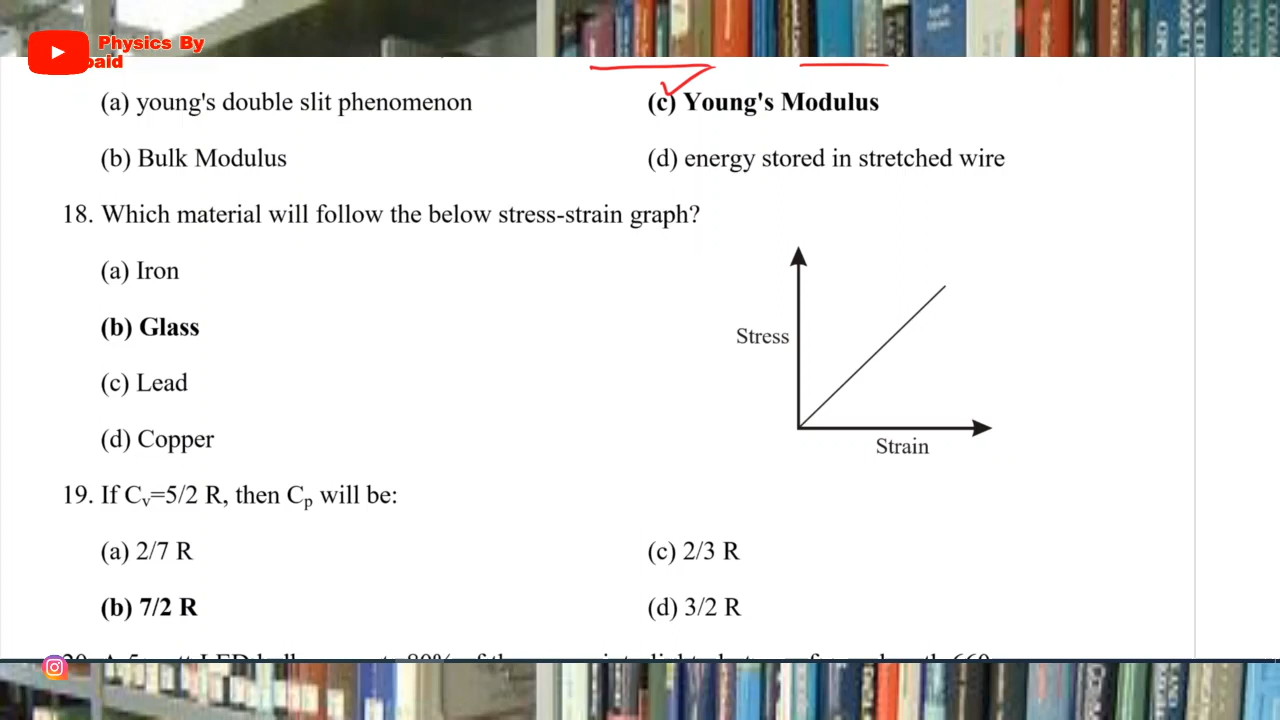 Physics By
paid
(a) young's double slit phenomenon
(c) Young's Modulus
(b) Bulk Modulus
(d) energy stored in stretched wire
18. Which material will follow the below stress-strain graph?
(a) Iron
(b) Glass
(c) Lead
(d) Copper
Stress
Strain
19. If Cv=5/2 R, then Cp will be:
(a) 2/7 R
(c) 2/3 R
(b) 7/2 R
(d) 3/2 R